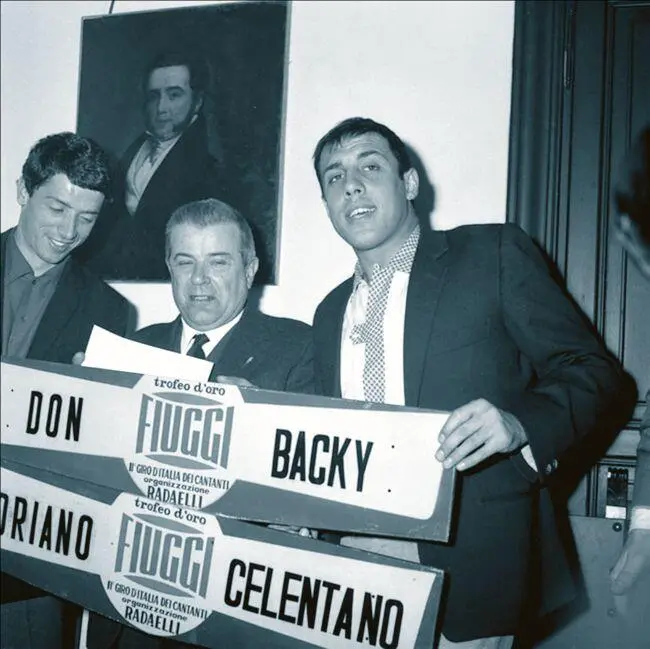 DON
trofeo d'oro
FIUGGI
II° GIRO D'ITALIA DEI CANTANTI
organizzazione
RADAELLI
BACKY
DRIANO
trofeo d'oro
FIUGGI
II° GIRO D'ITALIA DEI CANTANTI
organizzazione
RADAELLI
CELENTANO